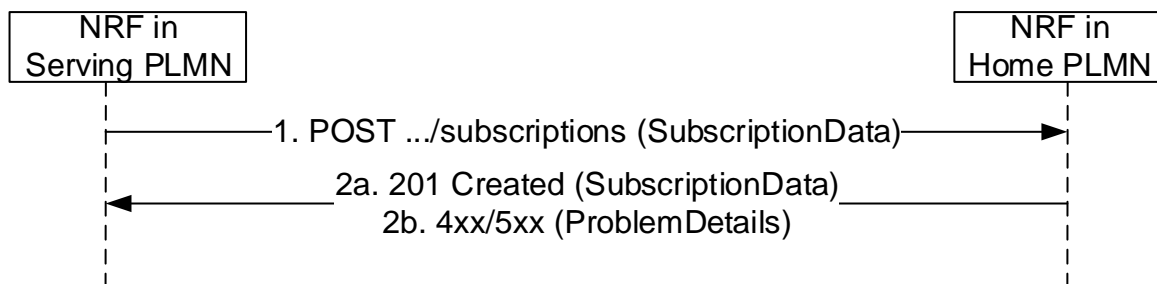 NRF in
Serving PLMN
NRF in
Home PLMN
1. POST .../subscriptions (SubscriptionData)
2a. 201 Created (SubscriptionData)
2b. 4xx/5xx (ProblemDetails)